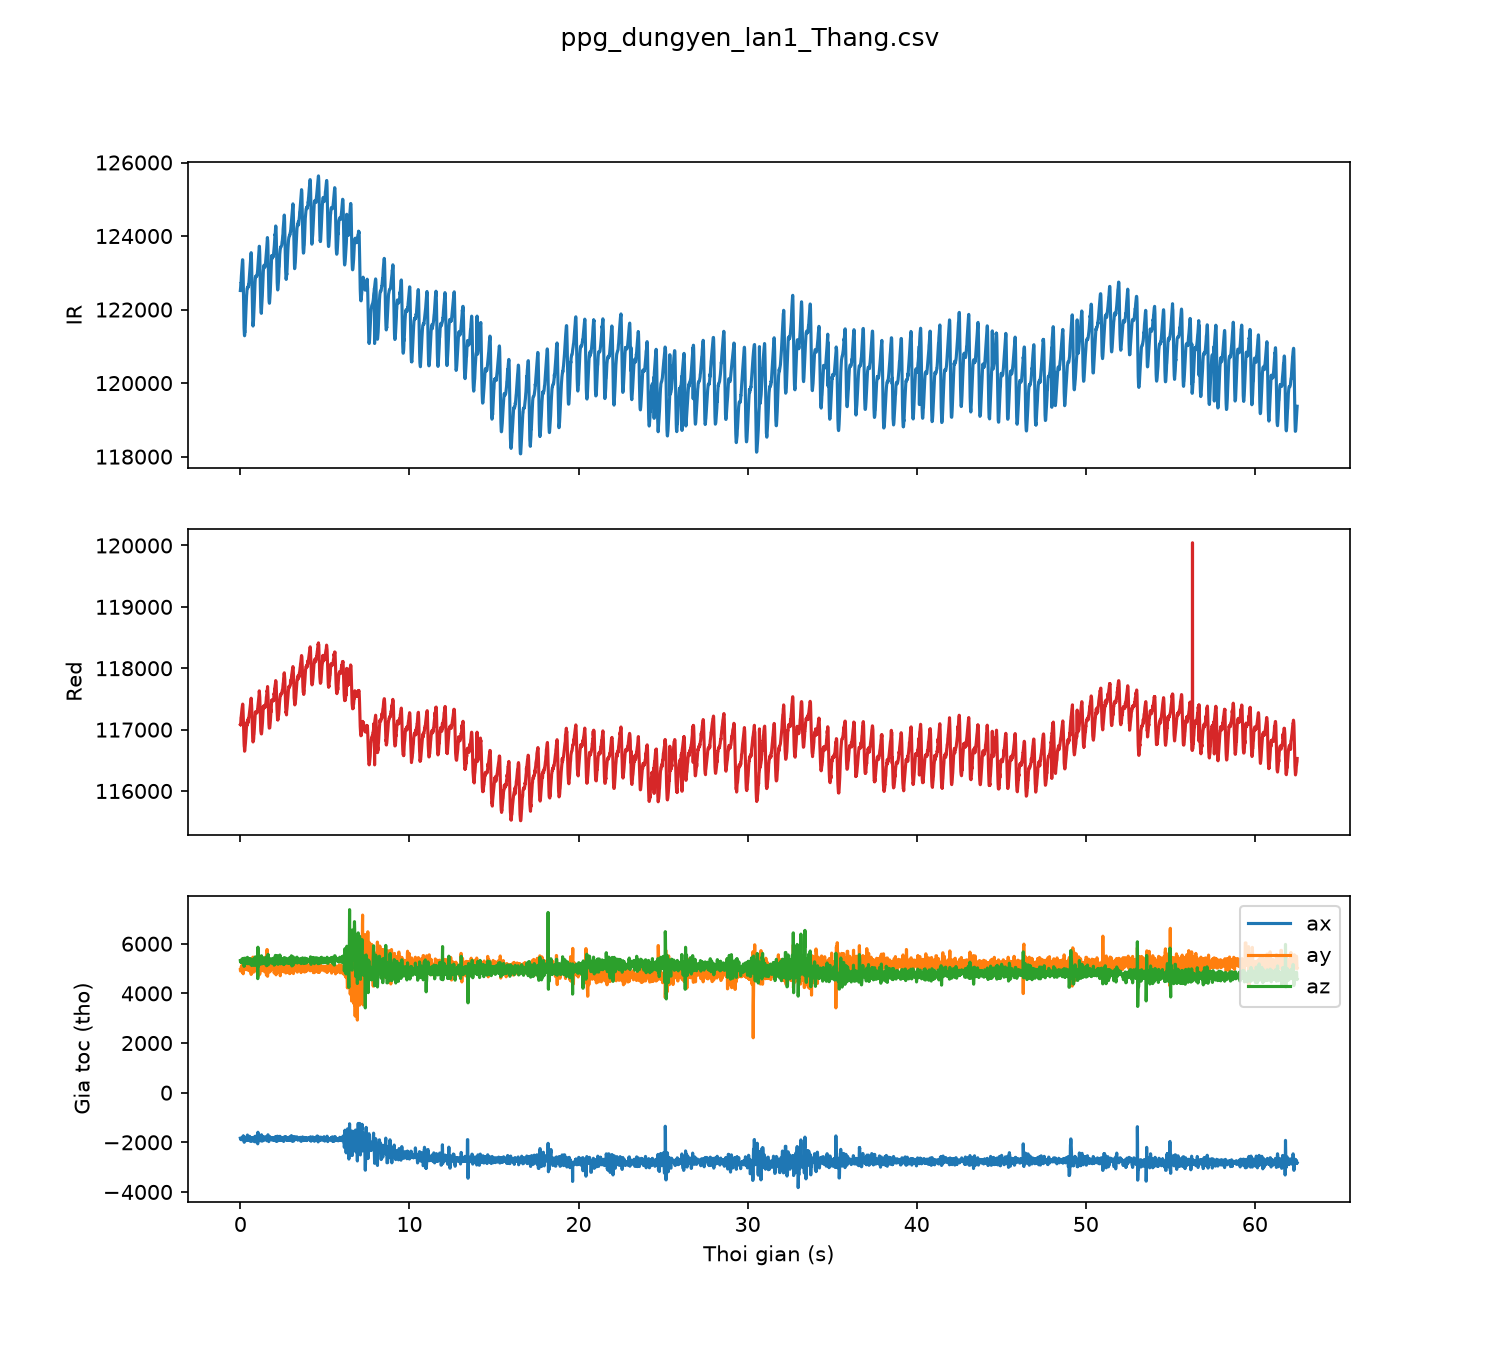 ppg_dungyen_lan1_Thang.csv
126000
124000
122000
120000
118000
IR
120000
119000
118000
117000
116000
Red
6000
4000
2000
0
−2000
−4000
Gia toc (tho)
ax
ay
az
0 10 20 30 40 50 60
Thoi gian (s)